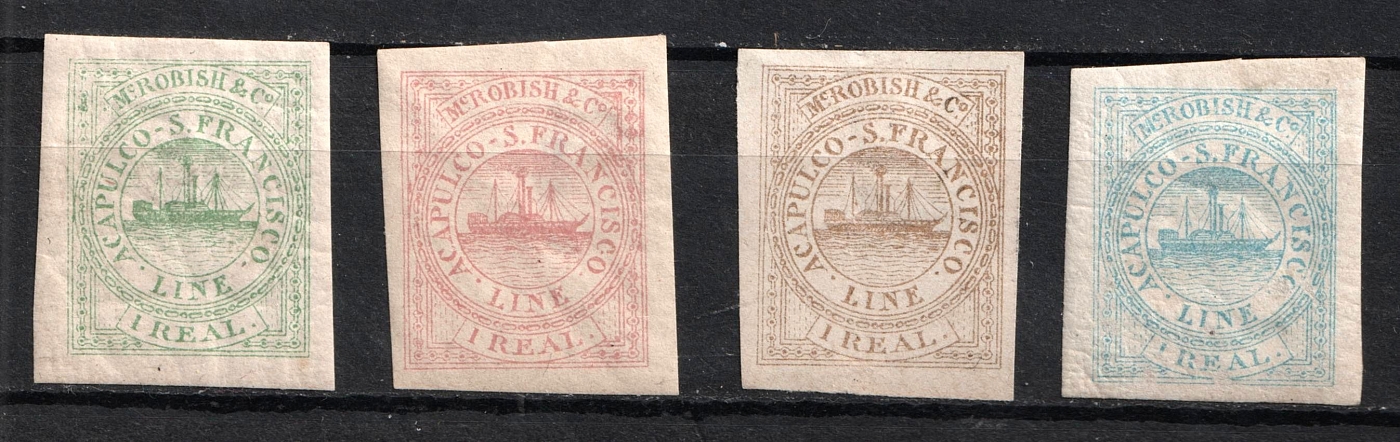 McROBISH & Co
ACAPULCO - S. FRANCISCO.
· LINE
1 REAL.
McROBISH & Co
ACAPULCO - S. FRANCISCO.
· LINE
1 REAL.
McROBISH & Co
ACAPULCO - S. FRANCISCO.
· LINE
1 REAL.
McROBISH & Co
ACAPULCO - S. FRANCISCO.
· LINE
1 REAL.